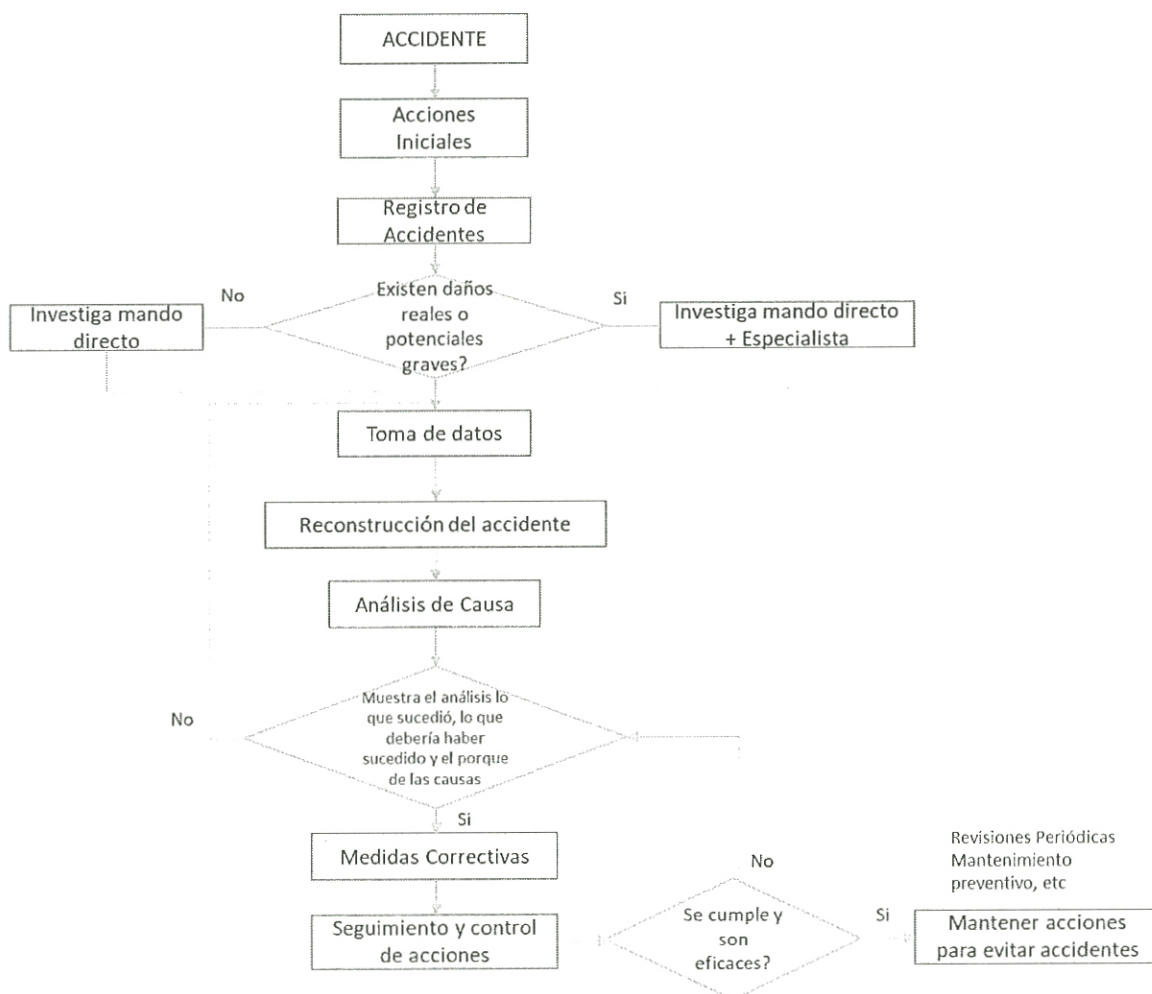 ACCIDENTE
Acciones
Iniciales
Registro de
Accidentes
No
Existen daños
reales o
potenciales
graves?
Si
Investiga mando
directo
Investiga mando directo
+ Especialista
Toma de datos
Reconstrucción del accidente
Análisis de Causa
No
Muestra el análisis lo
que sucedió, lo que
debería haber
sucedido y el porque
de las causas
Si
Medidas Correctivas
Seguimiento y control
de acciones
No
Se cumple y
son
eficaces?
Si
Revisiones Periódicas
Mantenimiento
preventivo, etc
Mantener acciones
para evitar accidentes